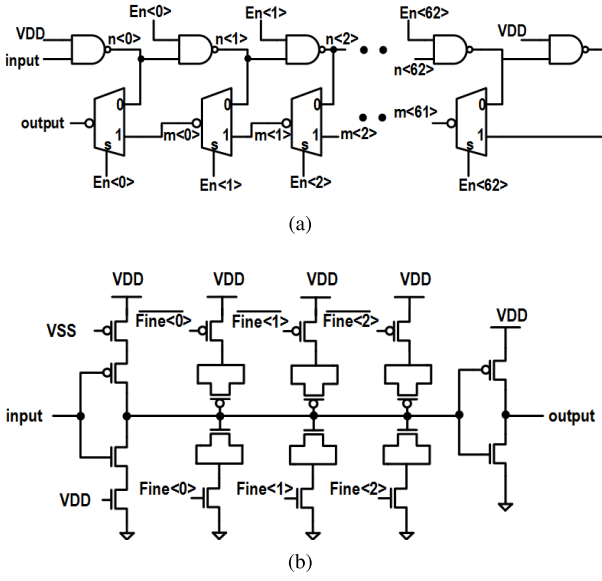 En<0> En<1> En<62>
VDD n<0> n<1> n<2> VDD
input n<62>
0 0 0 0
output m<61>
1 m<0> 1 m<1> 1 m<2> 1
s s s s
En<0> En<1> En<2> En<62>
(a)
VDD VDD VDD VDD
VDD
VSS Fine<0> Fine<1> Fine<2>
input output
VDD Fine<0> Fine<1> Fine<2>
(b)